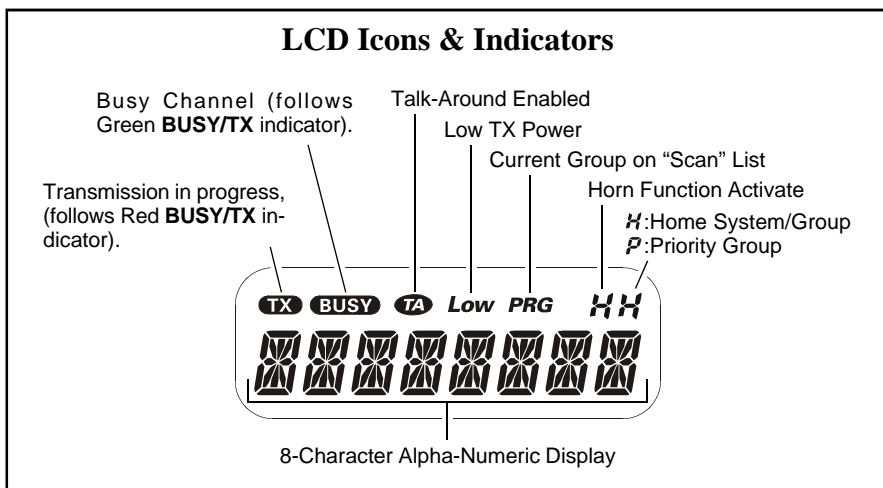 LCD Icons & Indicators
Busy Channel (follows
Green BUSY/TX indicator).
Talk-Around Enabled
Low TX Power
Current Group on “Scan” List
Horn Function Activate
H:Home System/Group
P:Priority Group
Transmission in progress,
(follows Red BUSY/TX in-
dicator).
TX BUSY TA Low PRG H H
8-Character Alpha-Numeric Display